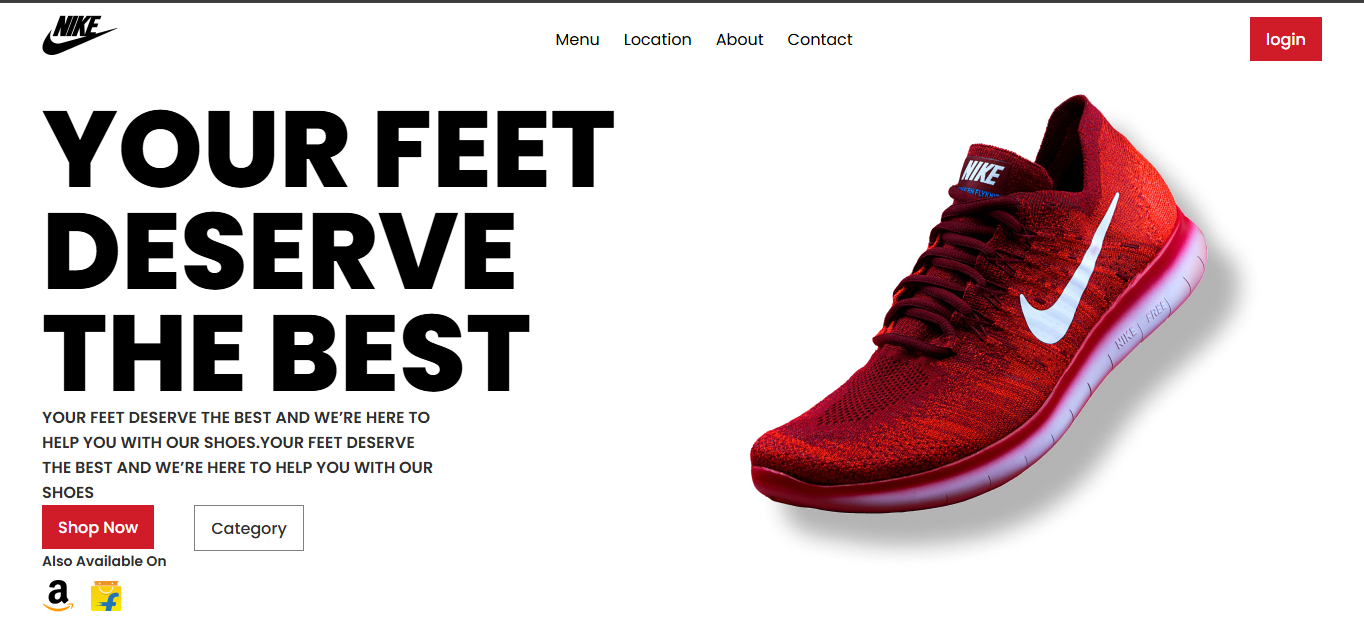 NIKE
Menu Location About Contact
login
YOUR FEET
DESERVE
THE BEST
YOUR FEET DESERVE THE BEST AND WE’RE HERE TO
HELP YOU WITH OUR SHOES.YOUR FEET DESERVE
THE BEST AND WE’RE HERE TO HELP YOU WITH OUR
SHOES
Shop Now Category
Also Available On
a f
NIKE
FLYKNIT
NIKE FREE